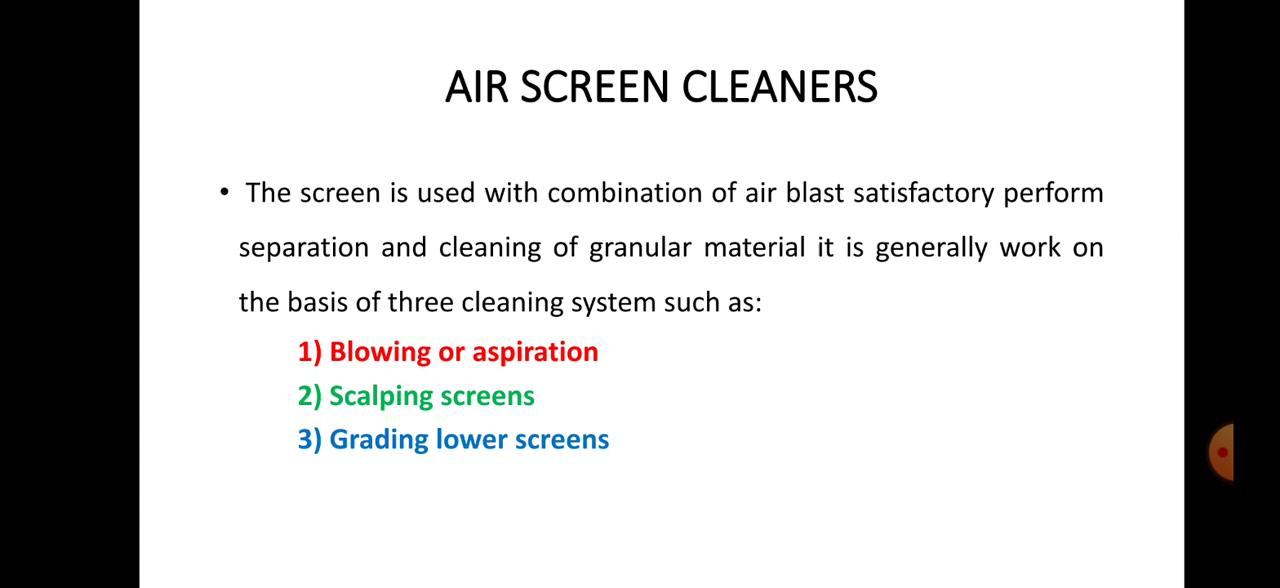 AIR SCREEN CLEANERS
• The screen is used with combination of air blast satisfactory perform
separation and cleaning of granular material it is generally work on
the basis of three cleaning system such as:
1) Blowing or aspiration
2) Scalping screens
3) Grading lower screens